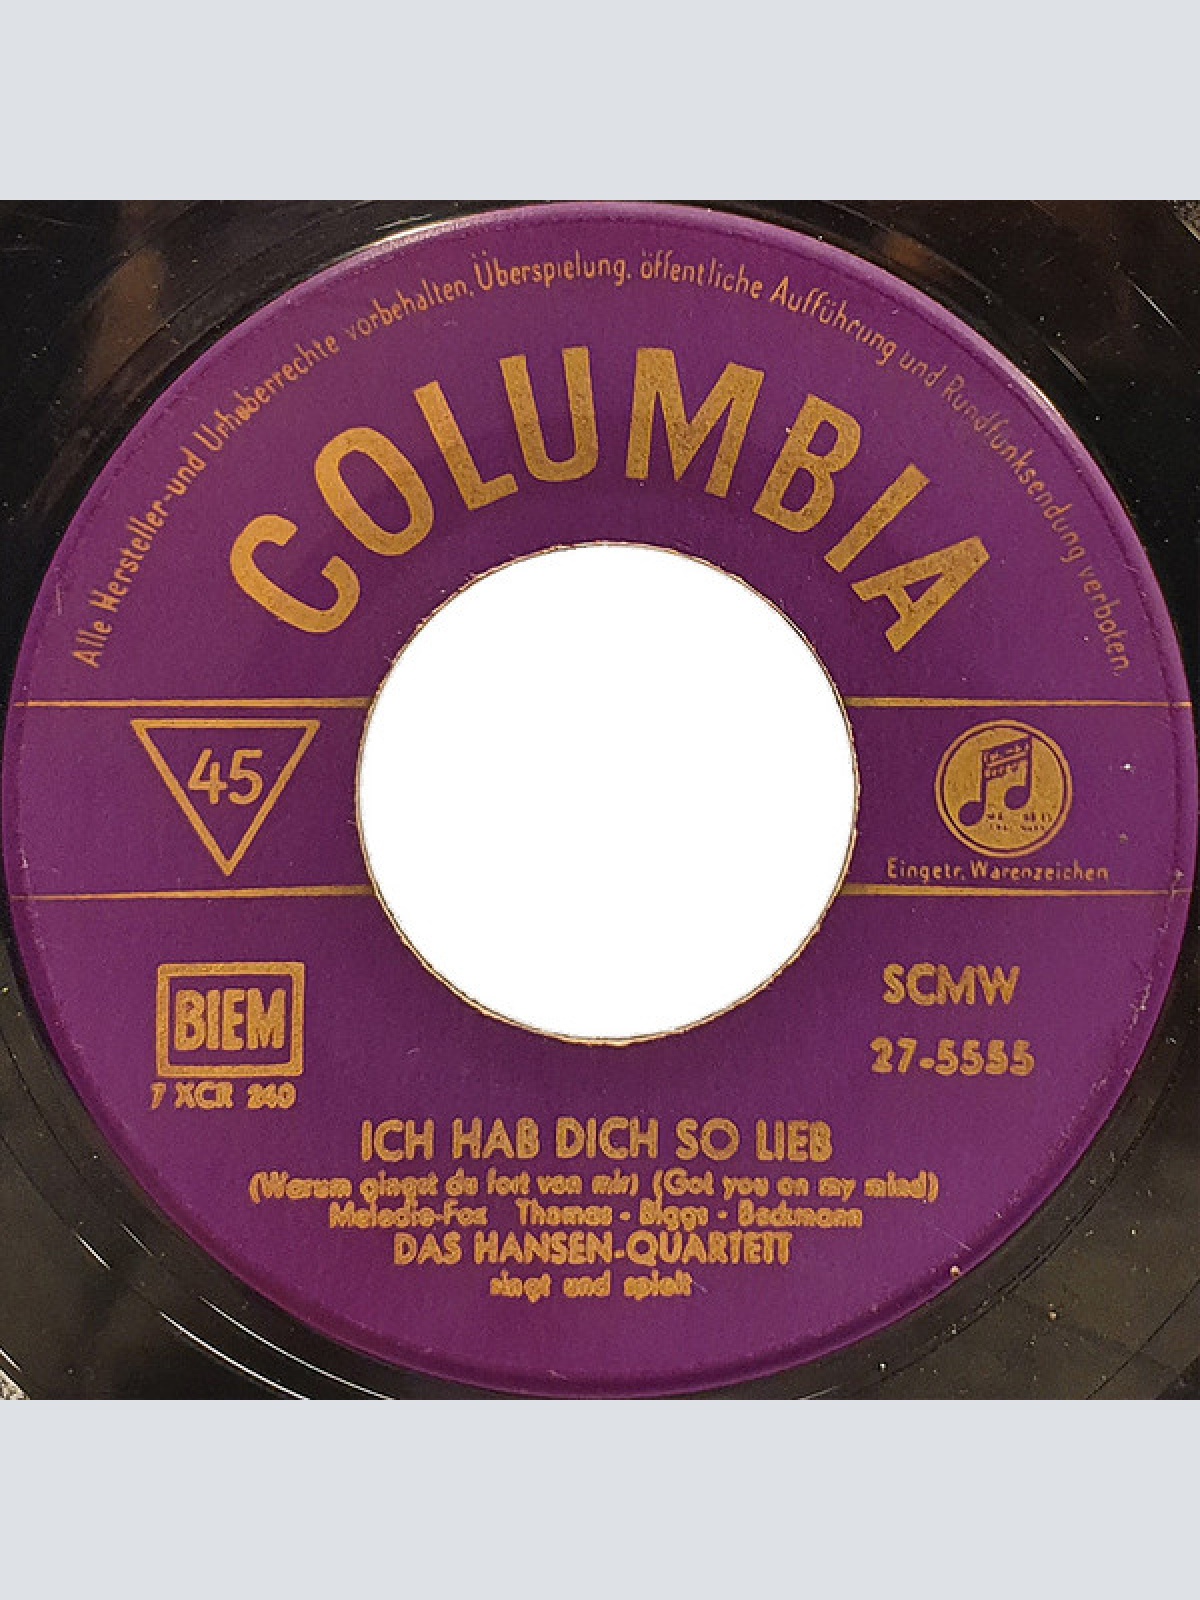 Alle Hersteller-und Urheberrechte vorbehalten, Überspielung, öffentliche Aufführung und Rundfunksendung verboten.
COLUMBIA
45
Eingetr. Warenzeichen
BIEM
7 XCR 240
SCMW
27-5555
ICH HAB DICH SO LIEB
(Warum gingst du fort von mir) (Got you on my mind)
Melodie-Fox Thomas - Biggs - Beckmann
DAS HANSEN-QUARTETT
singt und spielt